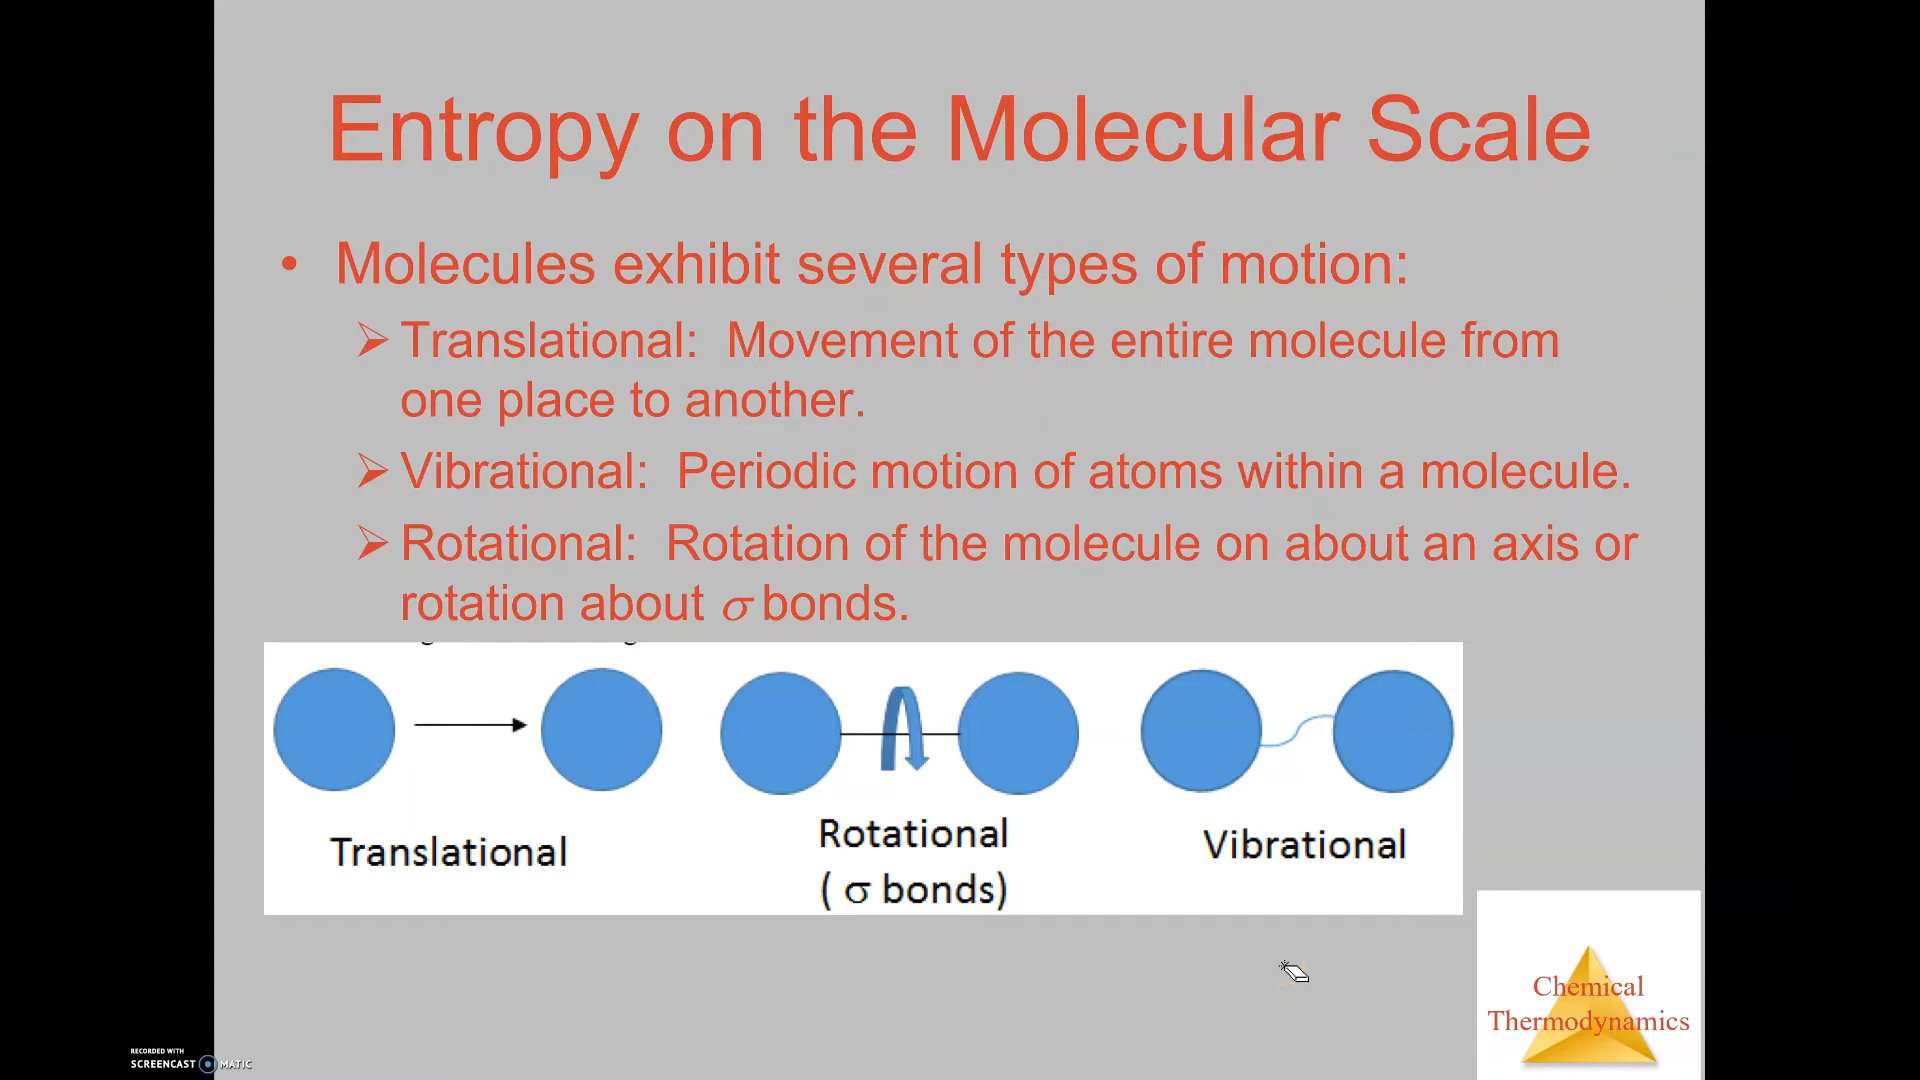 Entropy on the Molecular Scale
• Molecules exhibit several types of motion:
➢ Translational: Movement of the entire molecule from
one place to another.
➢ Vibrational: Periodic motion of atoms within a molecule.
➢ Rotational: Rotation of the molecule on about an axis or
rotation about σ bonds.
Translational
Rotational
( σ bonds)
Vibrational
Chemical
Thermodynamics
RECORDED WITH
SCREENCAST MATIC